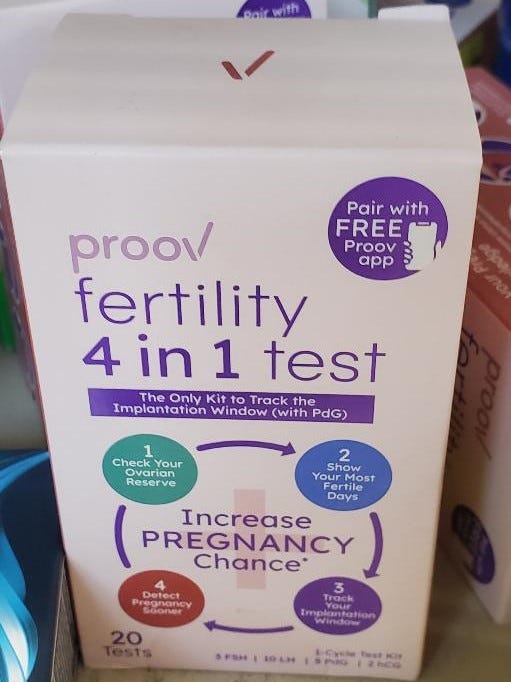 Pair with
proov
Pair with
FREE
Proov
app
fertility
4 in 1 test
The Only Kit to Track the
Implantation Window (with PdG)
1
Check Your
Ovarian
Reserve
2
Show
Your Most
Fertile
Days
Increase
PREGNANCY
Chance*
4
Detect
Pregnancy
Sooner
3
Track
Your
Implantation
Window
20
Tests
1-Cycle Test Kit
5 FSH | 10 LH | 5 PdG | 2 hCG
proov